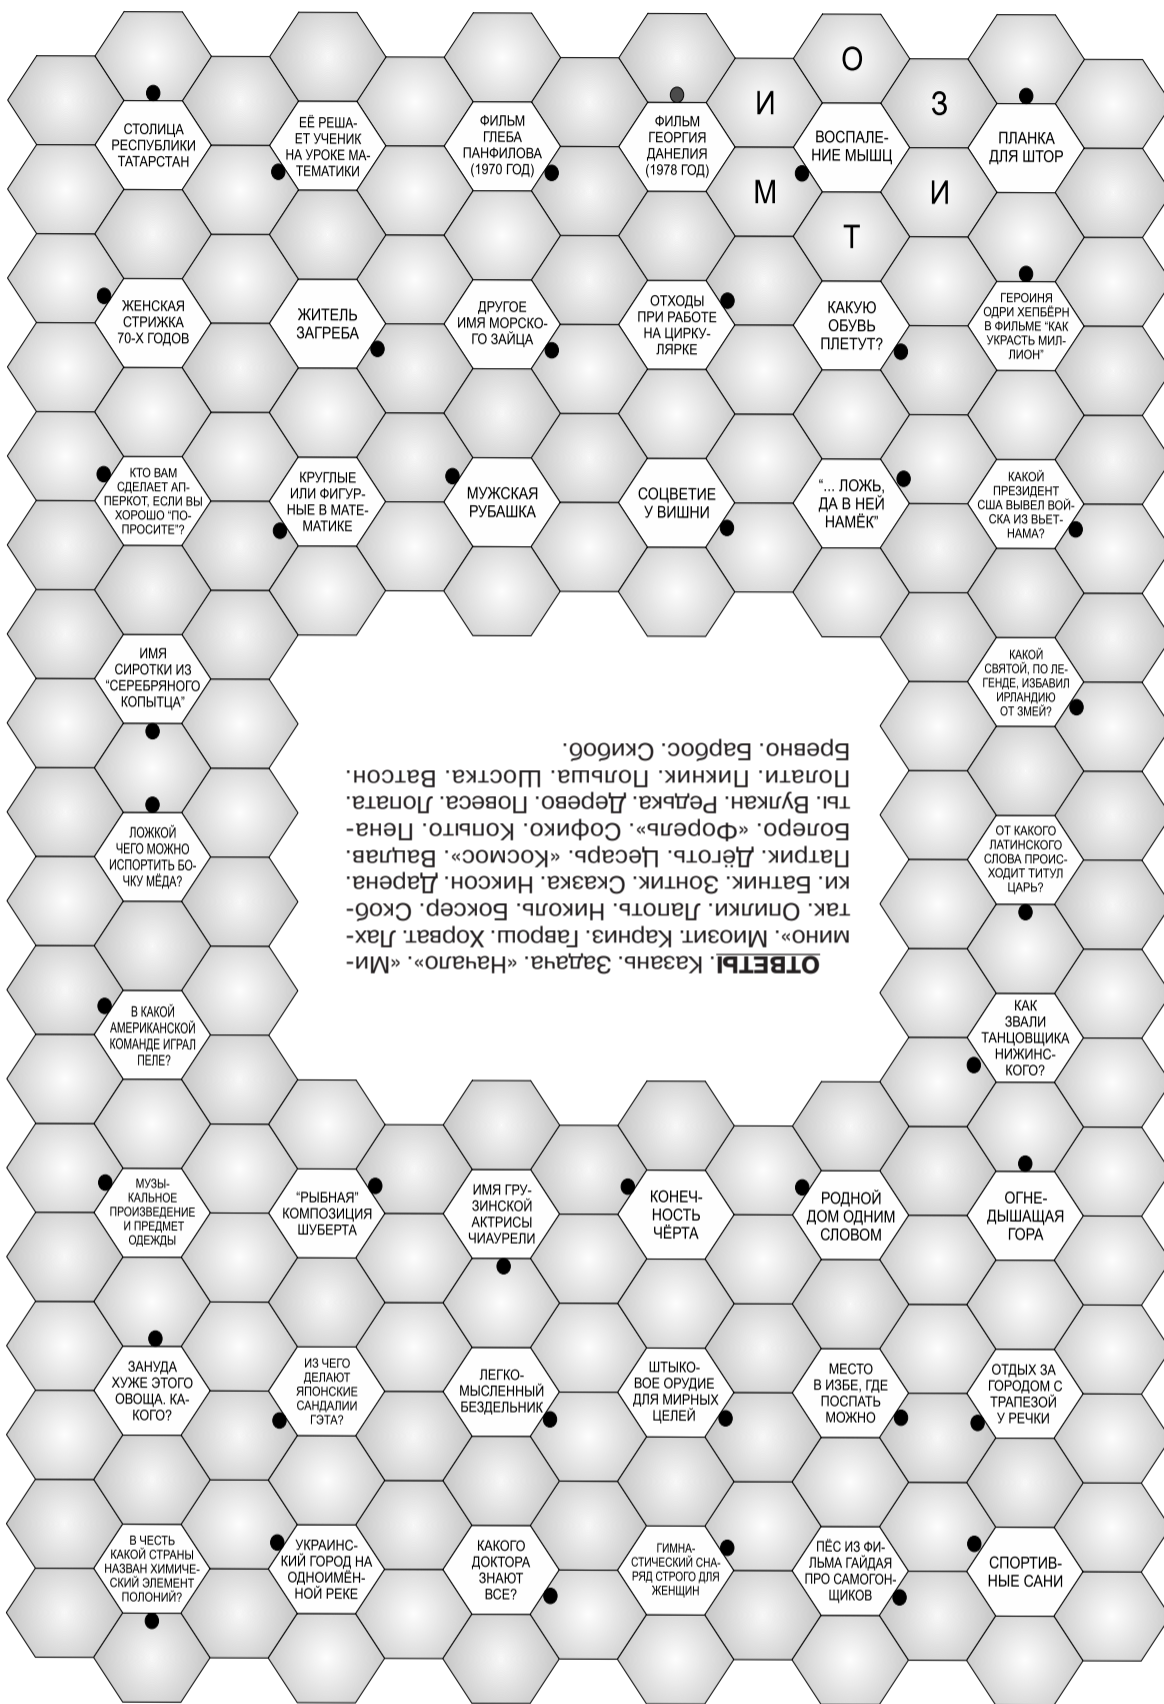 О
И
З
СТОЛИЦА
РЕСПУБЛИКИ
ТАТАРСТАН
ЕЁ РЕША-
ЕТ УЧЕНИК
НА УРОКЕ МА-
ТЕМАТИКИ
ФИЛЬМ
ГЛЕБА
ПАНФИЛОВА
(1970 ГОД)
ФИЛЬМ
ГЕОРГИЯ
ДАНЕЛИЯ
(1978 ГОД)
ВОСПАЛЕ-
НИЕ МЫШЦ
ПЛАНКА
ДЛЯ ШТОР
М
И
Т
ЖЕНСКАЯ
СТРИЖКА
70-Х ГОДОВ
ЖИТЕЛЬ
ЗАГРЕБА
ДРУГОЕ
ИМЯ МОРСКО-
ГО ЗАЙЦА
ОТХОДЫ
ПРИ РАБОТЕ
НА ЦИРКУ-
ЛЯРКЕ
КАКУЮ
ОБУВЬ
ПЛЕТУТ?
ГЕРОИНЯ
ОДРИ ХЕПБЁРН
В ФИЛЬМЕ "КАК
УКРАСТЬ МИЛ-
ЛИОН"
КТО ВАМ
СДЕЛАЕТ АП-
ПЕРКОТ, ЕСЛИ ВЫ
ХОРОШО "ПО-
ПРОСИТЕ"?
КРУГЛЫЕ
ИЛИ ФИГУР-
НЫЕ В МАТЕ-
МАТИКЕ
МУЖСКАЯ
РУБАШКА
СОЦВЕТИЕ
У ВИШНИ
"... ЛОЖЬ,
ДА В НЕЙ
НАМЁК"
КАКОЙ
ПРЕЗИДЕНТ
США ВЫВЕЛ ВОЙ-
СКА ИЗ ВЬЕТ-
НАМА?
ИМЯ
СИРОТКИ ИЗ
"СЕРЕБРЯНОГО
КОПЫТЦА"
КАКОЙ
СВЯТОЙ, ПО ЛЕ-
ГЕНДЕ, ИЗБАВИЛ
ИРЛАНДИЮ
ОТ ЗМЕЙ?
ЛОЖКОЙ
ЧЕГО МОЖНО
ИСПОРТИТЬ БО-
ЧКУ МЁДА?
ОТ КАКОГО
ЛАТИНСКОГО
СЛОВА ПРОИС-
ХОДИТ ТИТУЛ
ЦАРЬ?
ОТВЕТЫ. Казань. Задача. «Начало». «Ми-
мино». Миозит. Карниз. Гаврош. Хорват. Лах-
так. Опилки. Лапоть. Николь. Боксер. Скоб-
ки. Батник. Зонтик. Сказка. Никсон. Дарёна.
Патрик. Дёготь. Цесарь. «Космос». Вацлав.
Болеро. «Форель». Софико. Копыто. Пена-
ты. Вулкан. Редька. Дерево. Повеса. Лопата.
Полати. Пикник. Польша. Шостка. Ватсон.
Бревно. Барбос. Скибоб.
В КАКОЙ
АМЕРИКАНСКОЙ
КОМАНДЕ ИГРАЛ
ПЕЛЕ?
КАК
ЗВАЛИ
ТАНЦОВЩИКА
НИЖИНС-
КОГО?
МУЗЫ-
КАЛЬНОЕ
ПРОИЗВЕДЕНИЕ
И ПРЕДМЕТ
ОДЕЖДЫ
"РЫБНАЯ"
КОМПОЗИЦИЯ
ШУБЕРТА
ИМЯ ГРУ-
ЗИНСКОЙ
АКТРИСЫ
ЧИАУРЕЛИ
КОНЕЧ-
НОСТЬ
ЧЁРТА
РОДНОЙ
ДОМ ОДНИМ
СЛОВОМ
ОГНЕ-
ДЫШАЩАЯ
ГОРА
ЗАНУДА
ХУЖЕ ЭТОГО
ОВОЩА. КА-
КОГО?
ИЗ ЧЕГО
ДЕЛАЮТ
ЯПОНСКИЕ
САНДАЛИИ
ГЭТА?
ЛЕГКО-
МЫСЛЕННЫЙ
БЕЗДЕЛЬНИК
ШТЫКО-
ВОЕ ОРУДИЕ
ДЛЯ МИРНЫХ
ЦЕЛЕЙ
МЕСТО
В ИЗБЕ, ГДЕ
ПОСПАТЬ
МОЖНО
ОТДЫХ ЗА
ГОРОДОМ С
ТРАПЕЗОЙ
У РЕЧКИ
В ЧЕСТЬ
КАКОЙ СТРАНЫ
НАЗВАН ХИМИЧЕ-
СКИЙ ЭЛЕМЕНТ
ПОЛОНИЙ?
УКРАИНС-
КИЙ ГОРОД НА
ОДНОИМЁН-
НОЙ РЕКЕ
КАКОГО
ДОКТОРА
ЗНАЮТ
ВСЕ?
ГИМНА-
СТИЧЕСКИЙ СНА-
РЯД СТРОГО ДЛЯ
ЖЕНЩИН
ПЁС ИЗ ФИ-
ЛЬМА ГАЙДАЯ
ПРО САМОГОН-
ЩИКОВ
СПОРТИВ-
НЫЕ САНИ